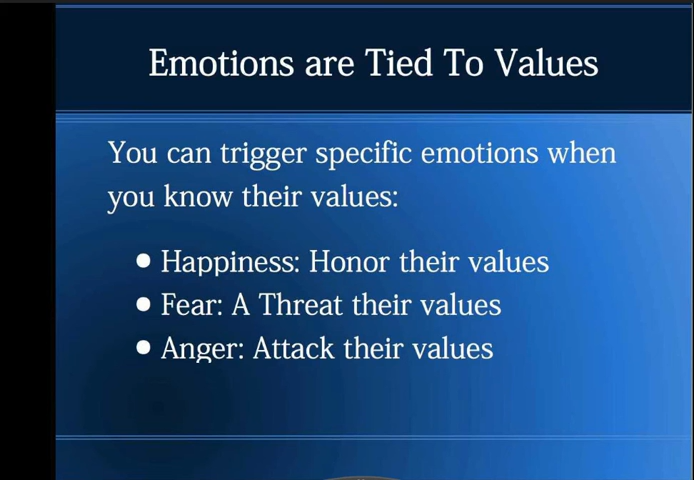 Emotions are Tied To Values
You can trigger specific emotions when
you know their values:
● Happiness: Honor their values
● Fear: A Threat their values
● Anger: Attack their values